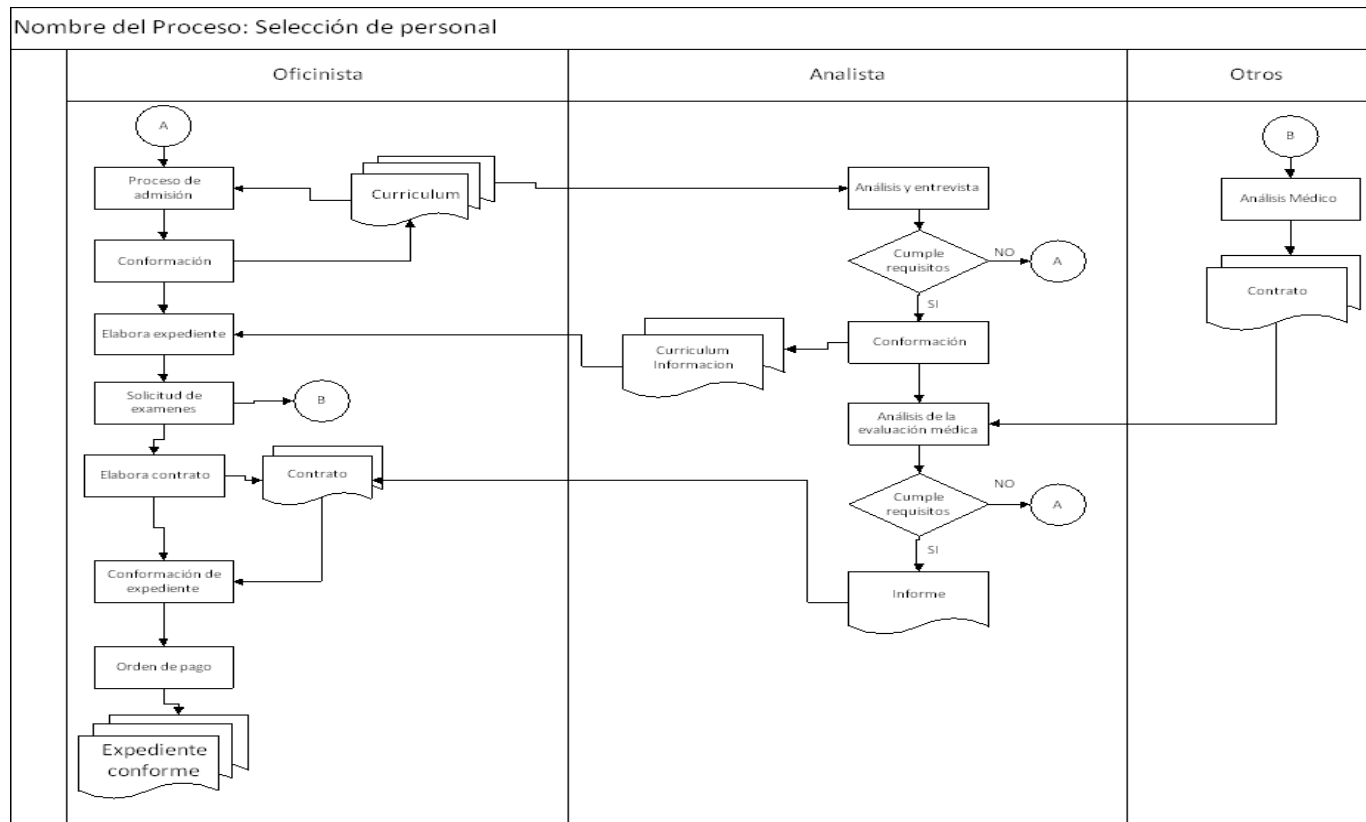 Nombre del Proceso: Selección de personal
Oficinista
Analista
Otros
A
Proceso de
admisión
Curriculum
Conformación
Elabora expediente
Solicitud de
examenes
B
Elabora contrato
Contrato
Conformación de
expediente
Orden de pago
Expediente
conforme
Análisis y entrevista
Cumple
requisitos
NO
A
SI
Conformación
Curriculum
Informacion
Análisis de la
evaluación médica
Cumple
requisitos
NO
A
SI
Informe
B
Análisis Médico
Contrato